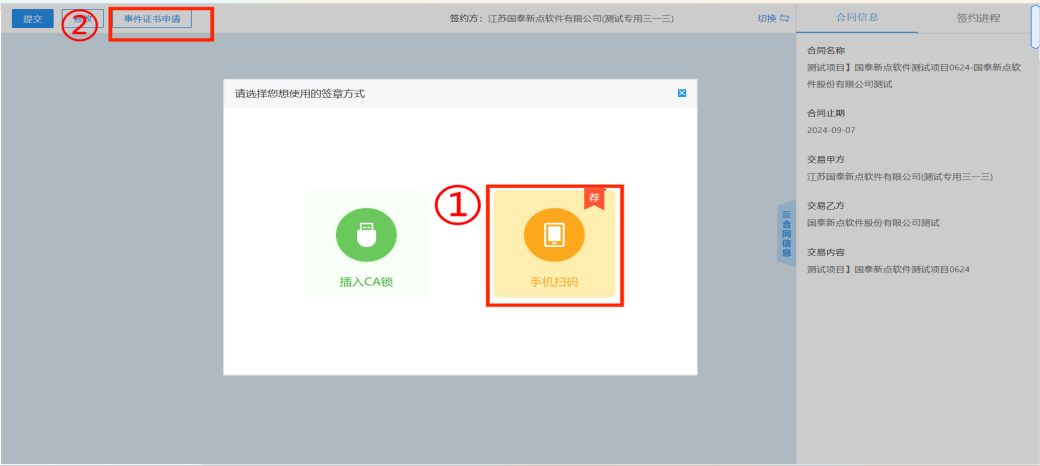 提交
②
事件证书申请
签约方：江苏国泰新点软件有限公司(测试专用三一三)
切换
合同信息
签约进程
请选择您想使用的签章方式
①
荐
插入CA锁
手机扫码
合同信息
合同名称
测试项目】国泰新点软件测试项目0624-国泰新点软
件股份有限公司测试
合同止期
2024-09-07
交易甲方
江苏国泰新点软件有限公司(测试专用三一三)
交易乙方
国泰新点软件股份有限公司测试
交易内容
测试项目】国泰新点软件测试项目0624